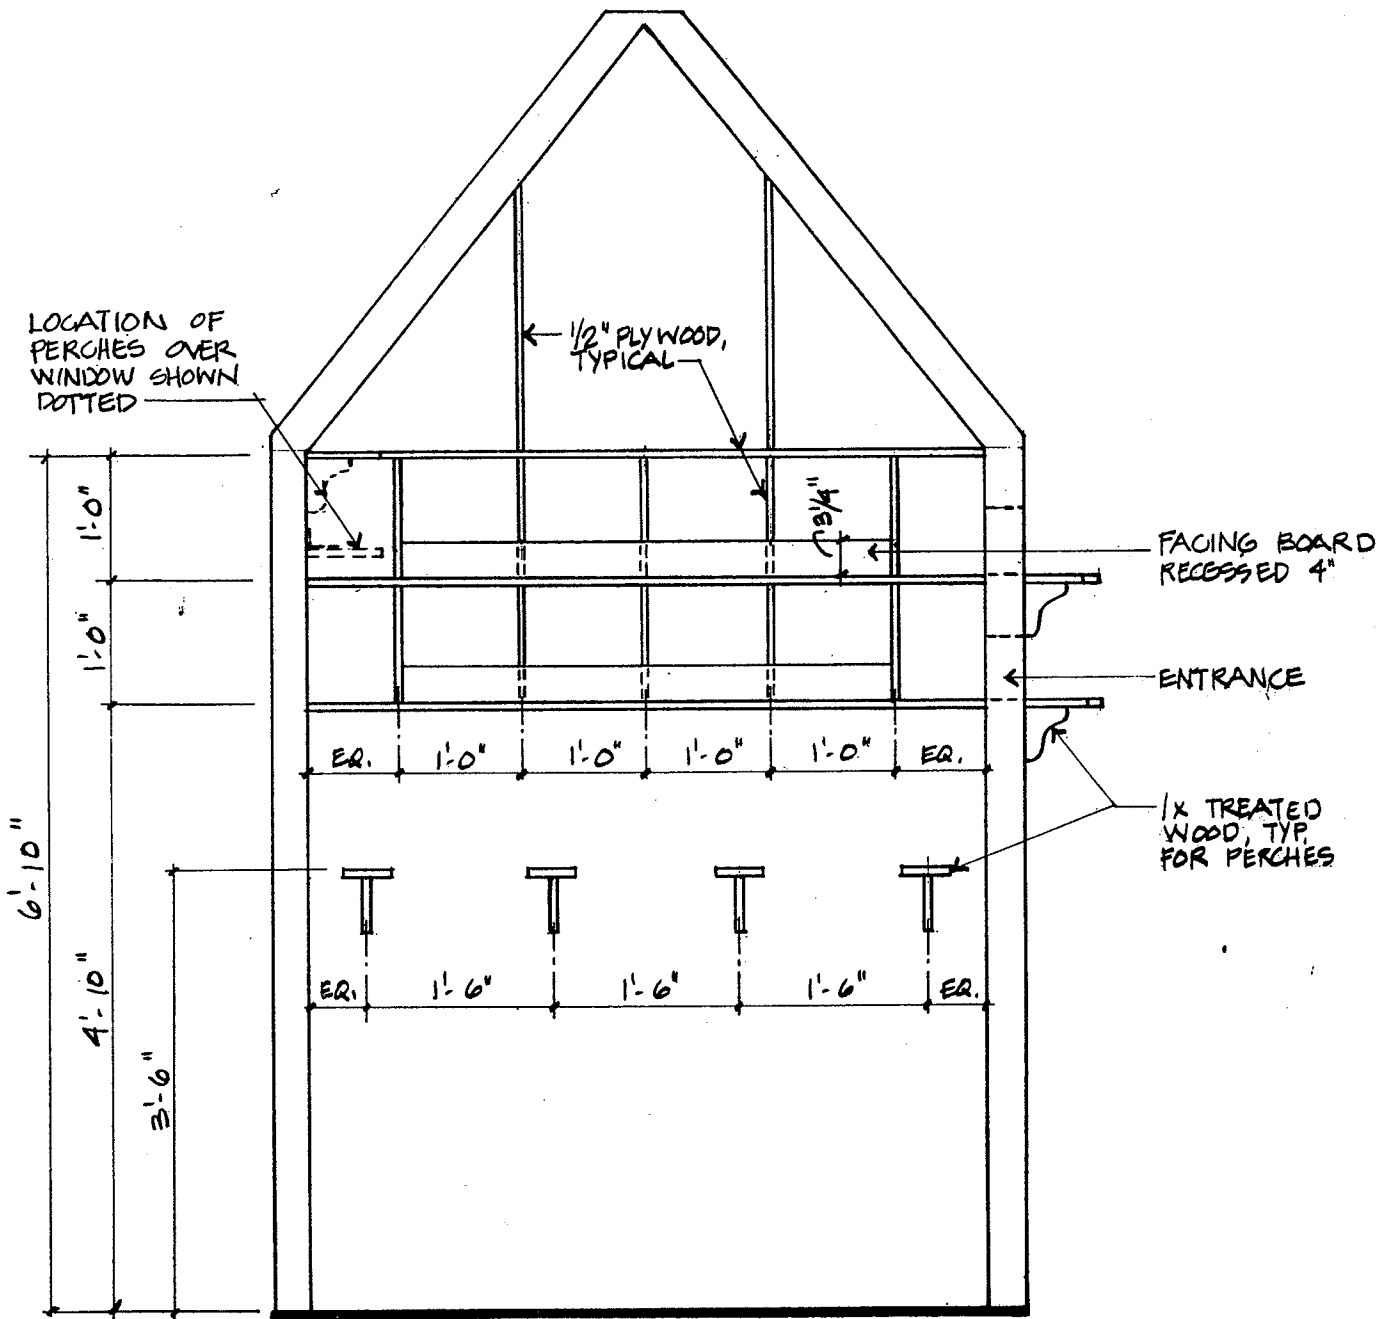 LOCATION OF
PERCHES OVER
WINDOW SHOWN
DOTTED
1/2" PLYWOOD,
TYPICAL
3 1/4"
FACING BOARD
RECESSED 4"
ENTRANCE
1X TREATED
WOOD, TYP.
FOR PERCHES
1'-0"
1'-0"
6'-10"
4'-10"
3'-6"
EQ. 1'-0" 1'-0" 1'-0" 1'-0" EQ.
EQ. 1'-6" 1'-6" 1'-6" EQ.